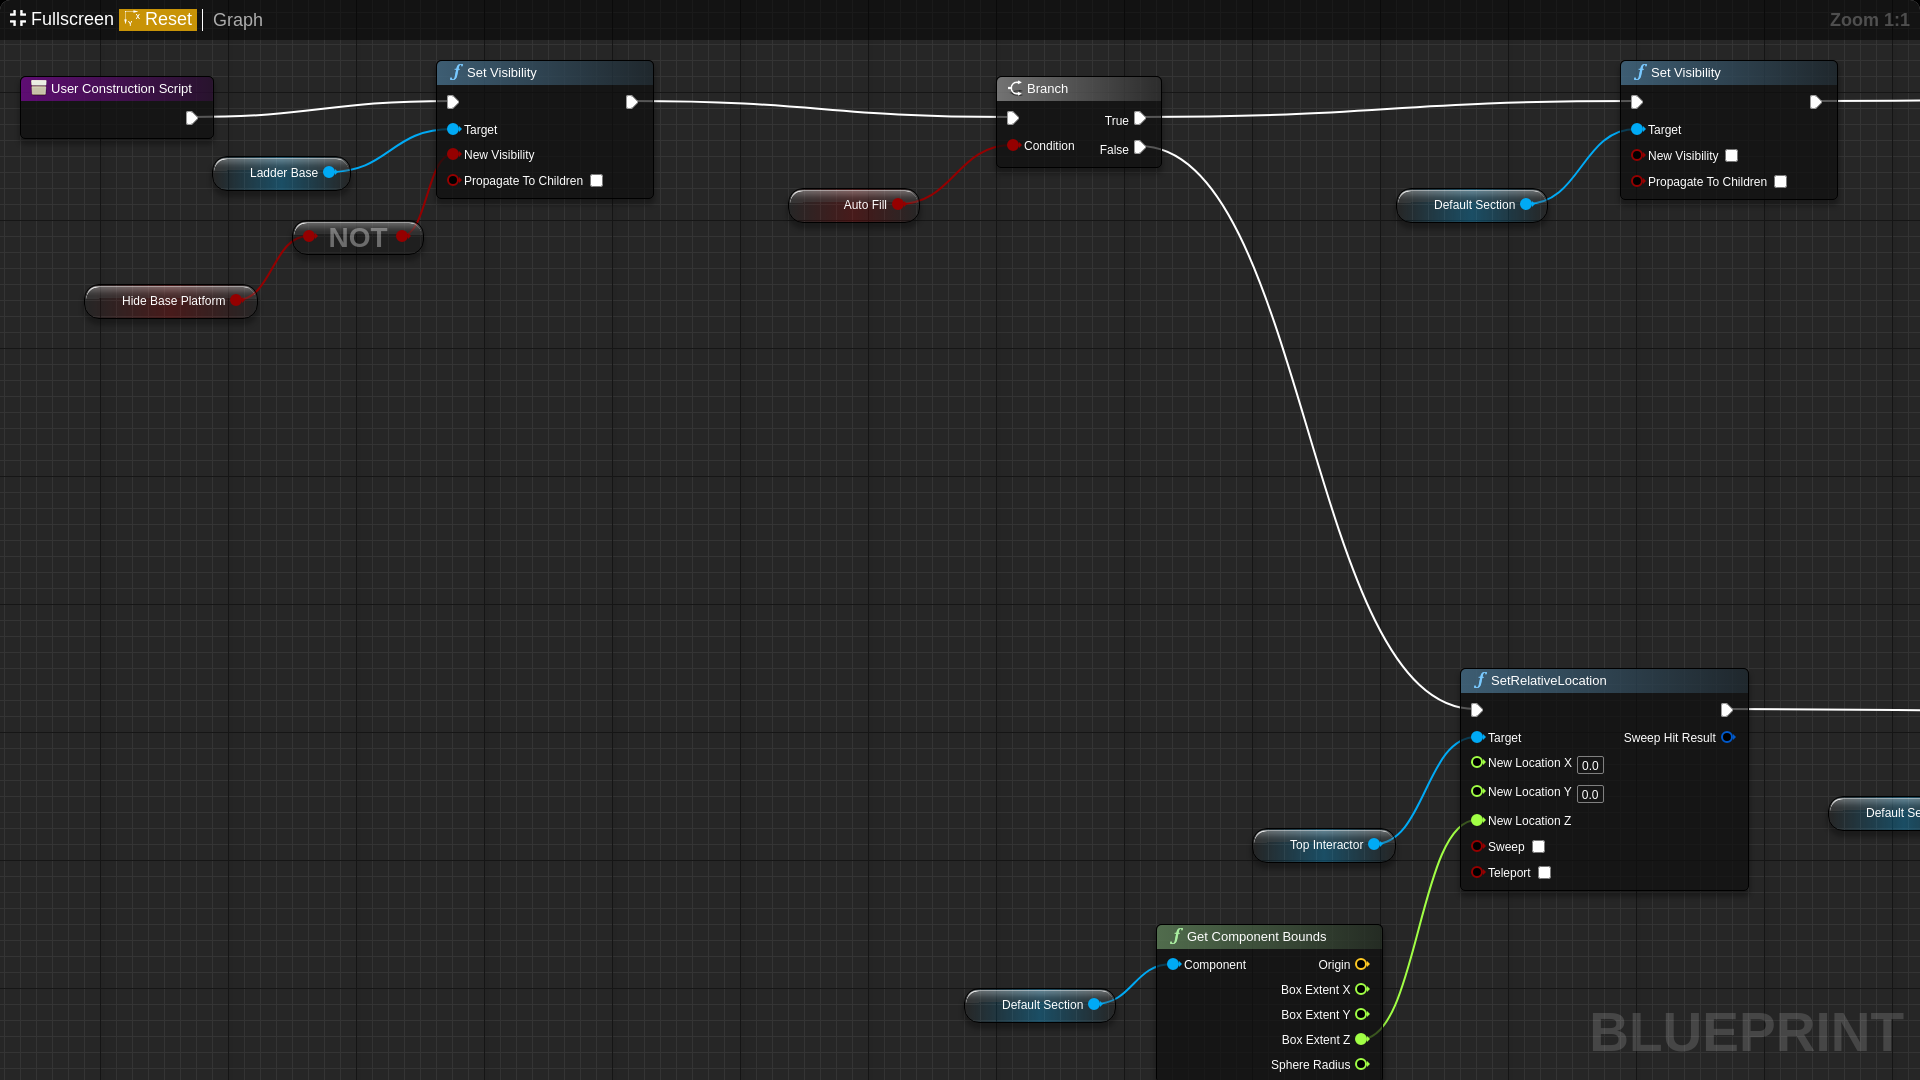 Fullscreen Reset Graph Zoom 1:1
User Construction Script
Set Visibility
Target
New Visibility
Propagate To Children
Ladder Base
NOT
Hide Base Platform
Branch
True
Condition
False
Auto Fill
Set Visibility
Target
New Visibility
Propagate To Children
Default Section
SetRelativeLocation
Target Sweep Hit Result
New Location X 0.0
New Location Y 0.0
New Location Z
Sweep
Teleport
Top Interactor
Default Se
Get Component Bounds
Component Origin
Box Extent X
Box Extent Y
Box Extent Z
Sphere Radius
Default Section
BLUEPRINT